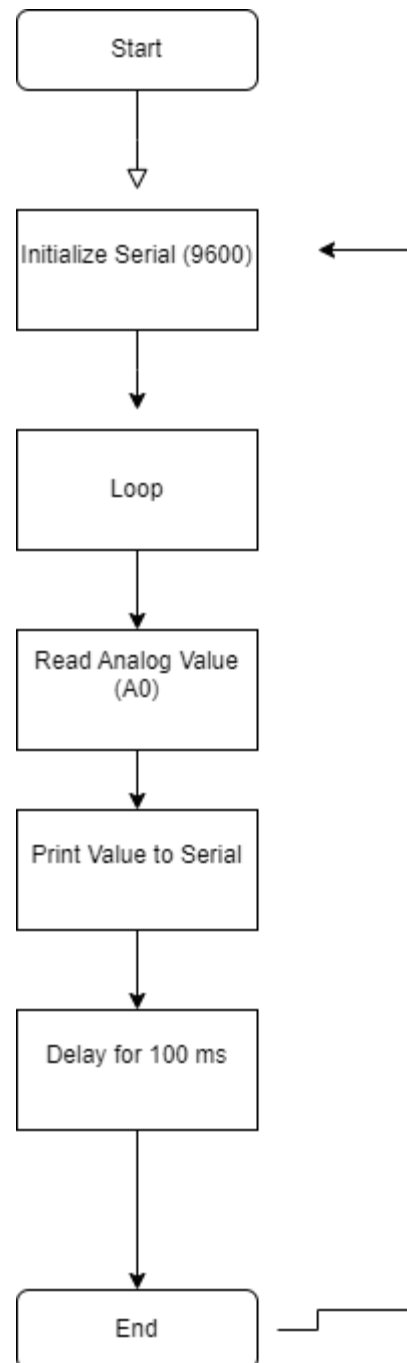 Start
Initialize Serial (9600)
Loop
Read Analog Value
(A0)
Print Value to Serial
Delay for 100 ms
End